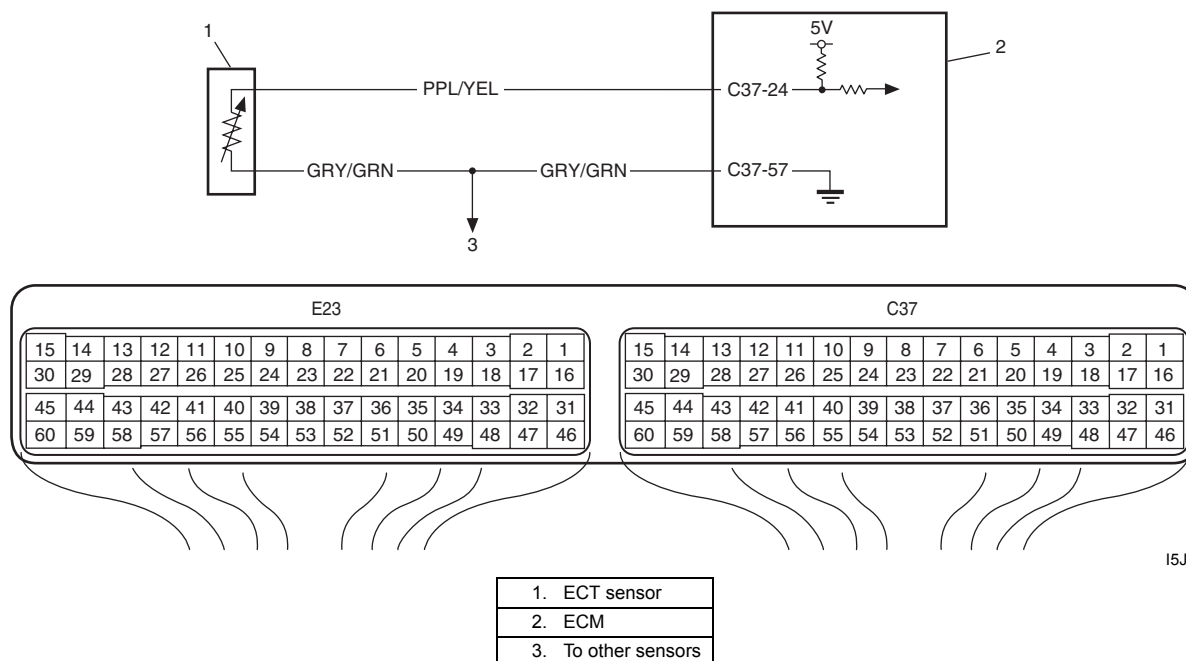 1
5V
2
PPL/YEL
C37-24
GRY/GRN
GRY/GRN
C37-57
3
E23
C37
15 14 13 12 11 10 9 8 7 6 5 4 3 2 1
15 14 13 12 11 10 9 8 7 6 5 4 3 2 1
30 29 28 27 26 25 24 23 22 21 20 19 18 17 16
30 29 28 27 26 25 24 23 22 21 20 19 18 17 16
45 44 43 42 41 40 39 38 37 36 35 34 33 32 31
45 44 43 42 41 40 39 38 37 36 35 34 33 32 31
60 59 58 57 56 55 54 53 52 51 50 49 48 47 46
60 59 58 57 56 55 54 53 52 51 50 49 48 47 46
I5J
1. ECT sensor
2. ECM
3. To other sensors